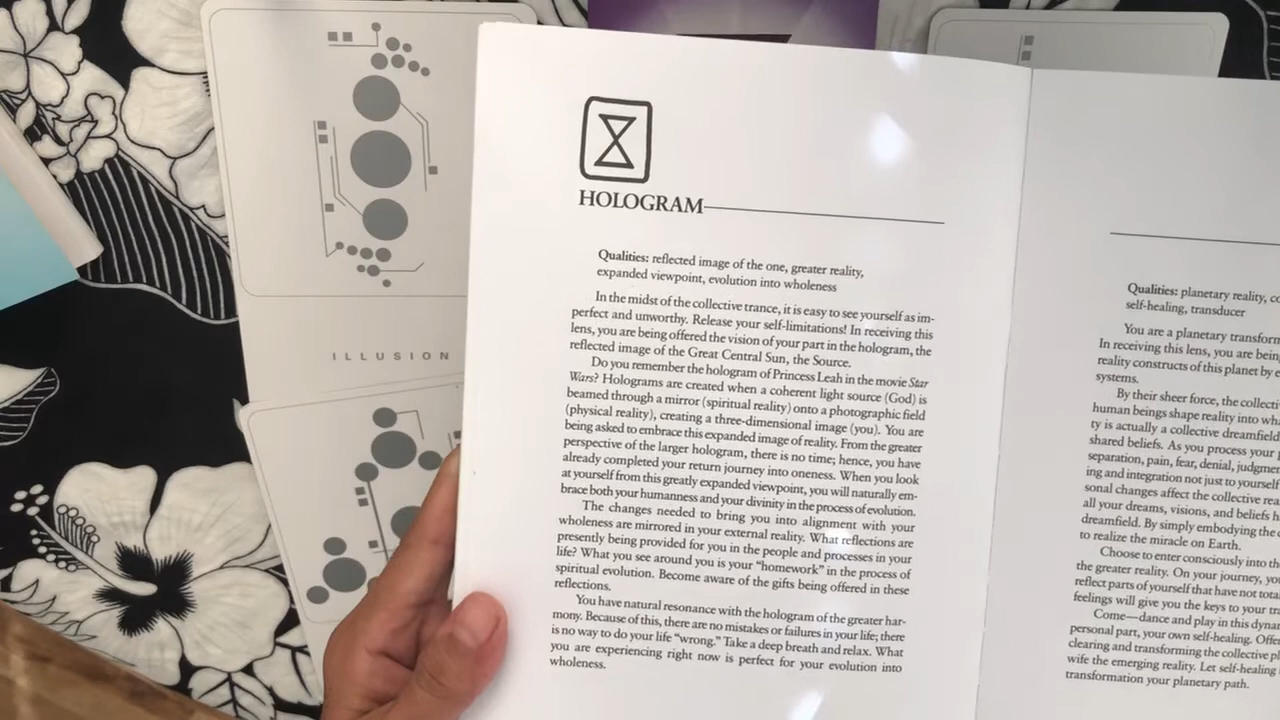 ILLUSION
HOLOGRAM
Qualities: reflected image of the one, greater reality,
expanded viewpoint, evolution into wholeness
In the midst of the collective trance, it is easy to see yourself as im-
perfect and unworthy. Release your self-limitations! In receiving this
lens, you are being offered the vision of your part in the hologram, the
reflected image of the Great Central Sun, the Source.
Do you remember the hologram of Princess Leah in the movie Star
Wars? Holograms are created when a coherent light source (God) is
beamed through a mirror (spiritual reality) onto a photographic field
(physical reality), creating a three-dimensional image (you). You are
being asked to embrace this expanded image of reality. From the greater
perspective of the larger hologram, there is no time; hence, you have
already completed your return journey into oneness. When you look
at yourself from this greatly expanded viewpoint, you will naturally em-
brace both your humanness and your divinity in the process of evolution.
The changes needed to bring you into alignment with your
wholeness are mirrored in your external reality. What reflections are
presently being provided for you in the people and processes in your
life? What you see around you is your "homework" in the process of
spiritual evolution. Become aware of the gifts being offered in these
reflections.
You have natural resonance with the hologram of the greater har-
mony. Because of this, there are no mistakes or failures in your life; there
is no way to do your life "wrong." Take a deep breath and relax. What
you are experiencing right now is perfect for your evolution into
wholeness.
Qualities: planetary reality,
self-healing, transducer
You are a planetary
In receiving this lens, you are
reality constructs of this planet by
systems.
By their sheer force, the
human beings shape reality into
ty is actually a collective
shared beliefs. As you process your
separation, pain, fear, denial,
ing and integration not just to
sonal changes affect the collective
all your dreams, visions, and beliefs
dreamfield. By simply embodying the
to realize the miracle on Earth.
Choose to enter consciously into
the greater reality. On your journey,
reflect parts of yourself that have not
feelings will give you the keys to your
Come—dance and play in this
personal part, your own self-healing.
clearing and transforming the collective
wife the emerging reality. Let self-healing
transformation your planetary path.